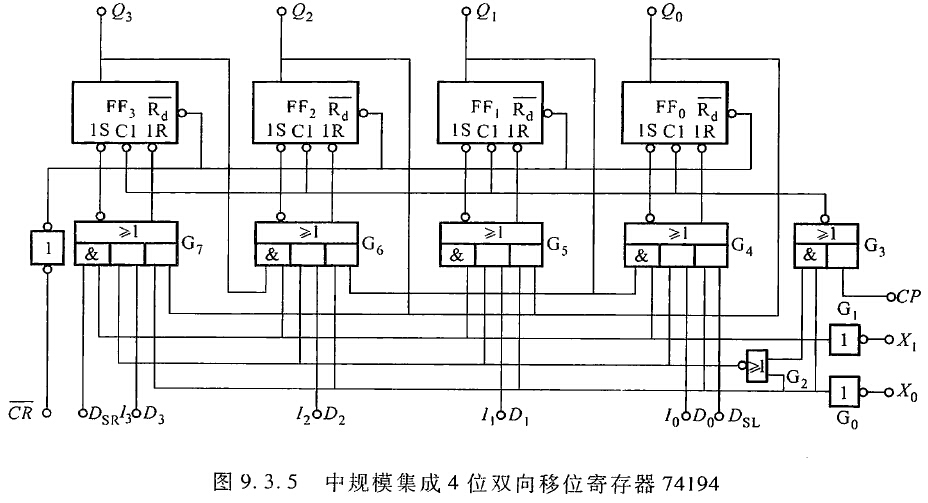 Q3 Q2 Q1 Q0
FF3 Rd FF2 Rd FF1 Rd FF0 Rd
1S C1 1R 1S C1 1R 1S C1 1R 1S C1 1R
1 ≥1 G7 ≥1 G6 ≥1 G5 ≥1 G4 ≥1 G3
& & & & &
CP
G1
1 X1
≥1 G2
1 X0
G0
CR DSR I3 D3 I2 D2 I1 D1 I0 D0 DSL
图 9.3.5 中规模集成 4 位双向移位寄存器 74194